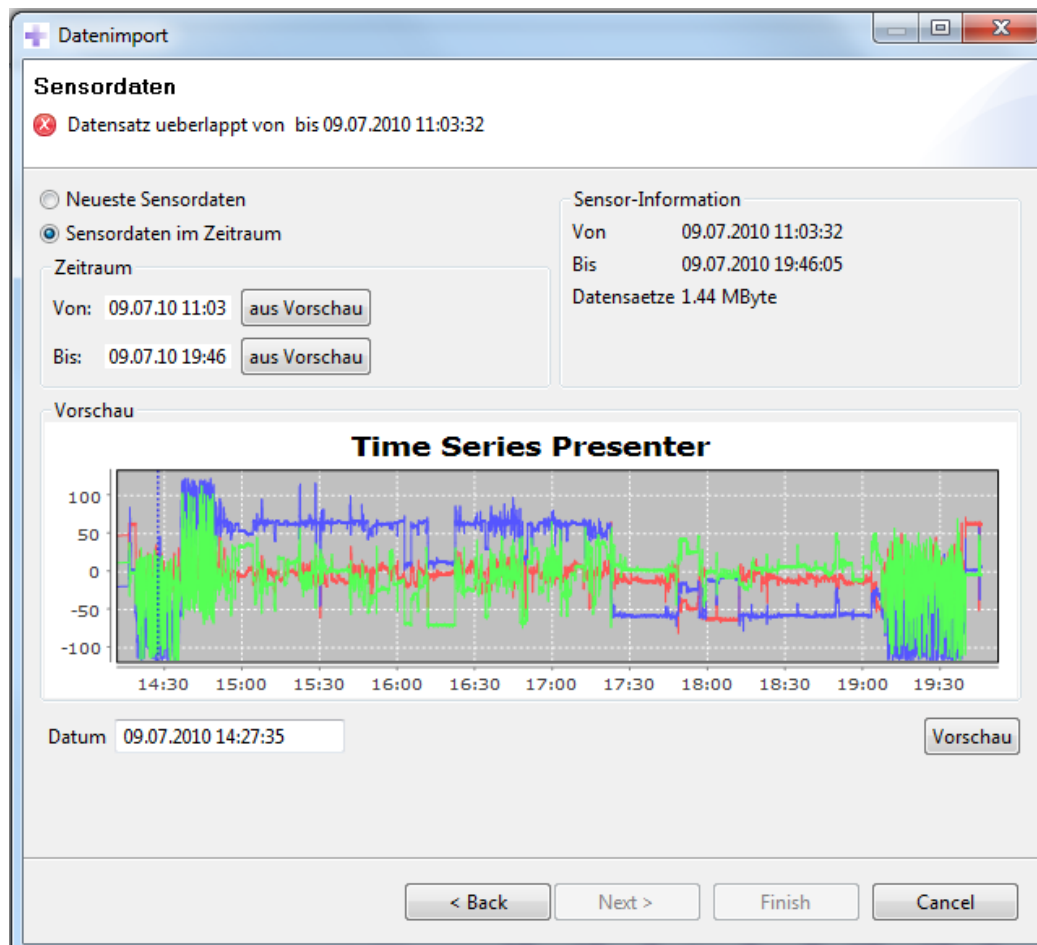 Datenimport
Sensordaten
Datensatz ueberlappt von  bis 09.07.2010 11:03:32
Neueste Sensordaten
Sensordaten im Zeitraum
Zeitraum
Von: 09.07.10 11:03 aus Vorschau
Bis: 09.07.10 19:46 aus Vorschau
Sensor-Information
Von 09.07.2010 11:03:32
Bis 09.07.2010 19:46:05
Datensaetze 1.44 MByte
Vorschau
Time Series Presenter
100
50
0
-50
-100
14:30 15:00 15:30 16:00 16:30 17:00 17:30 18:00 18:30 19:00 19:30
Datum 09.07.2010 14:27:35 Vorschau
< Back Next > Finish Cancel